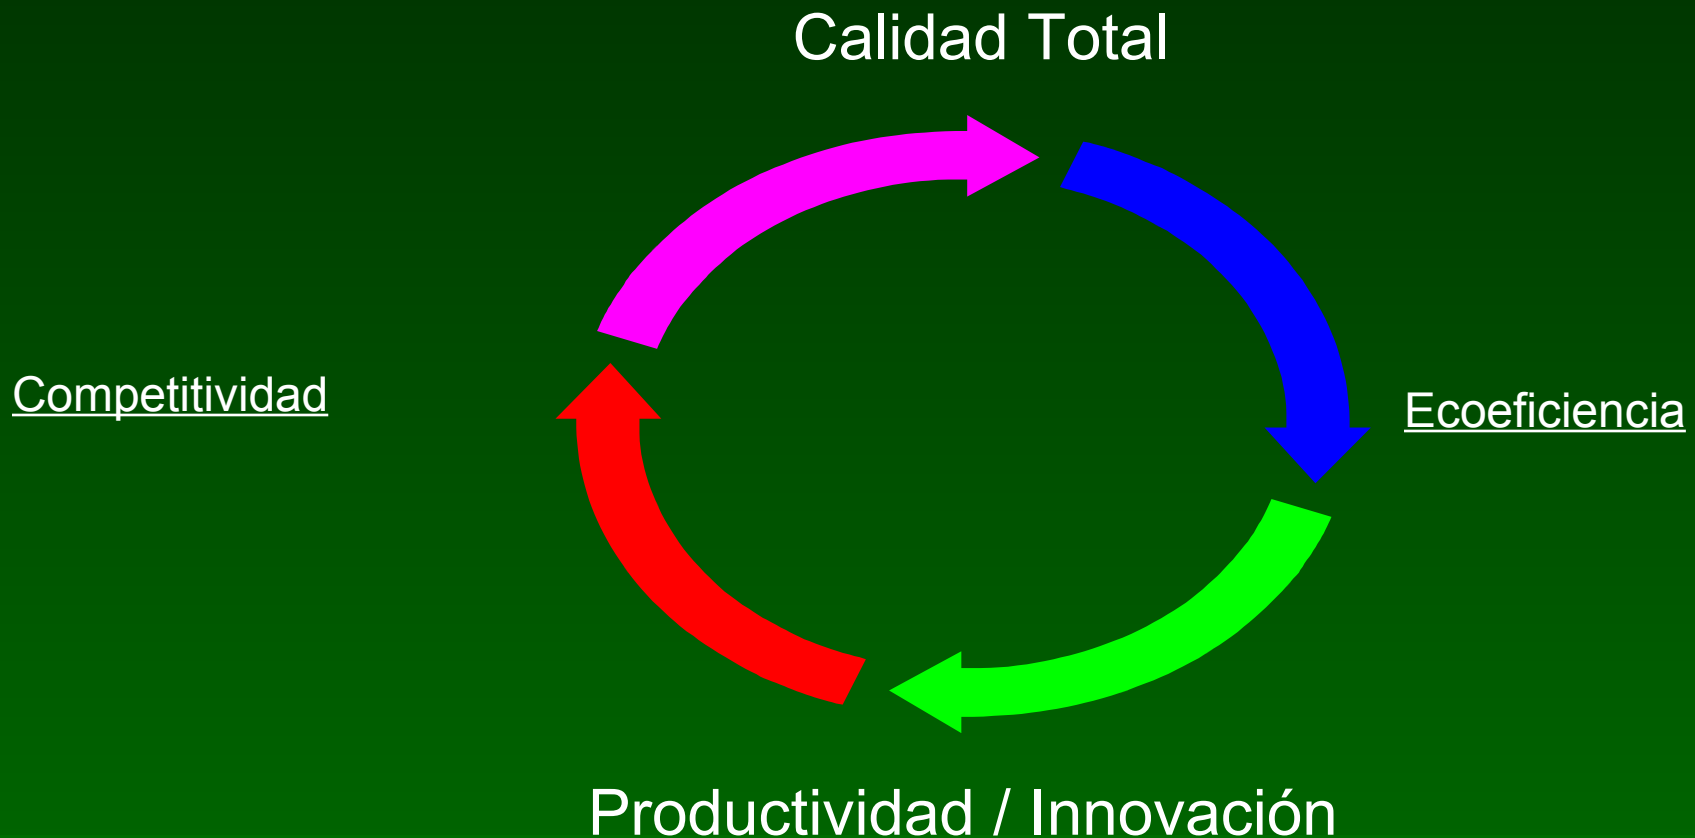 Calidad Total
Competitividad
Ecoeficiencia
Productividad / Innovación